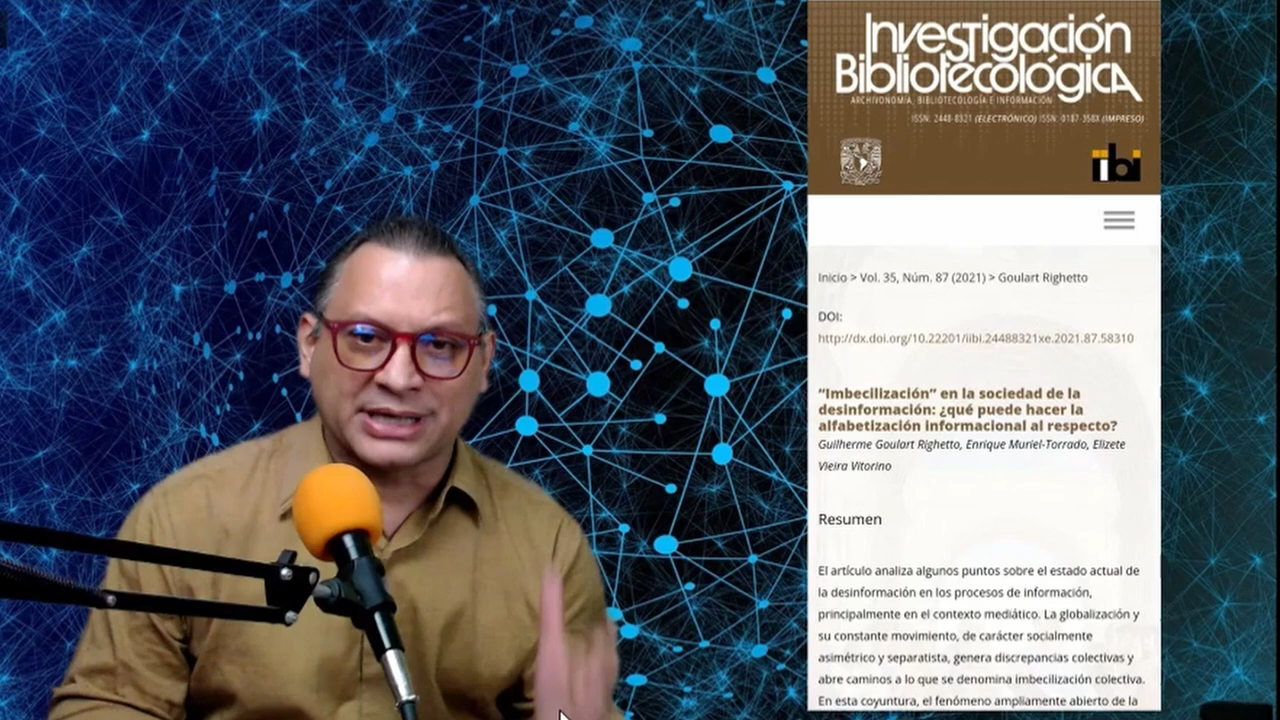 Investigación
Bibliotecológica
ARCHIVONOMÍA, BIBLIOTECOLOGÍA E INFORMACIÓN
ISSN: 2448-8321 (ELECTRÓNICO) ISSN: 0187-358X (IMPRESO)
iibi
Inicio > Vol. 35, Núm. 87 (2021) > Goulart Righetto
DOI:
http://dx.doi.org/10.22201/iibi.24488321xe.2021.87.58310
“Imbecilización” en la sociedad de la
desinformación: ¿qué puede hacer la
alfabetización informacional al respecto?
Guilherme Goulart Righetto, Enrique Muriel-Torrado, Elizete
Vieira Vitorino
Resumen
El artículo analiza algunos puntos sobre el estado actual de
la desinformación en los procesos de información,
principalmente en el contexto mediático. La globalización y
su constante movimiento, de carácter socialmente
asimétrico y separatista, genera discrepancias colectivas y
abre caminos a lo que se denomina imbecilización colectiva.
En esta coyuntura, el fenómeno ampliamente abierto de la